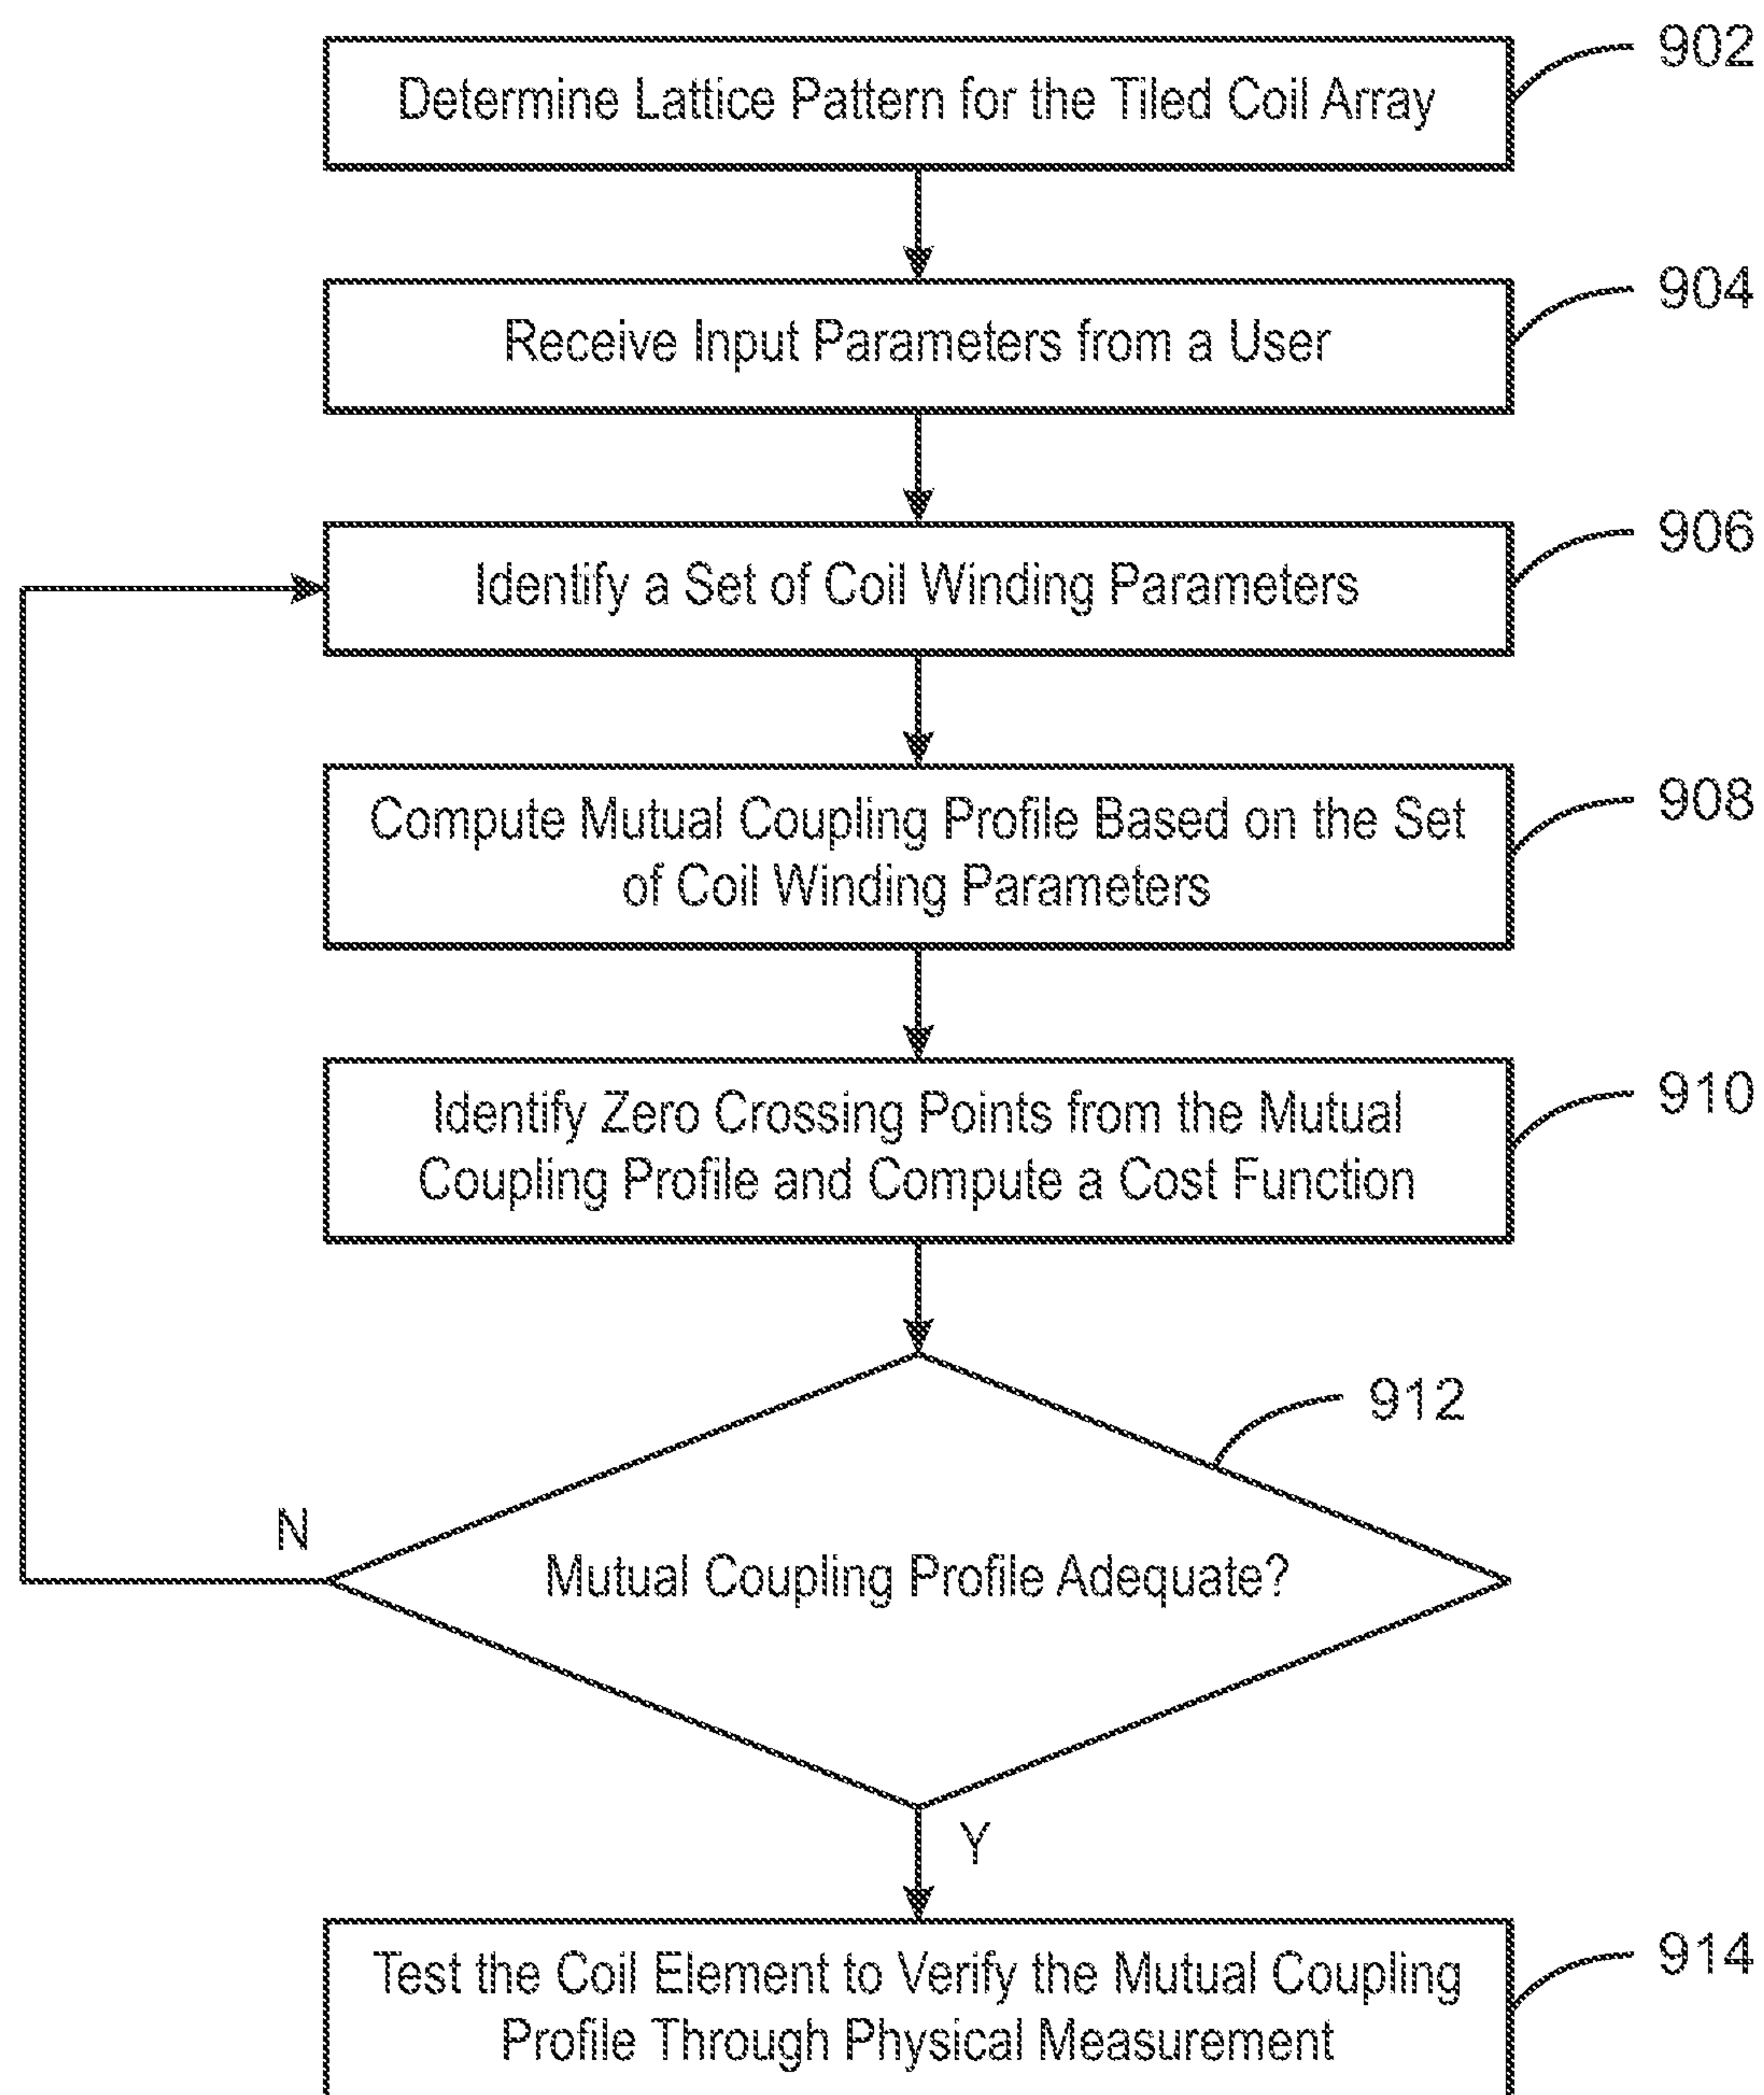 902
Determine Lattice Pattern for the Tiled Coil Array
904
Receive Input Parameters from a User
906
Identify a Set of Coil Winding Parameters
908
Compute Mutual Coupling Profile Based on the Set
of Coil Winding Parameters
910
Identify Zero Crossing Points from the Mutual
Coupling Profile and Compute a Cost Function
912
N
Mutual Coupling Profile Adequate?
Y
914
Test the Coil Element to Verify the Mutual Coupling
Profile Through Physical Measurement